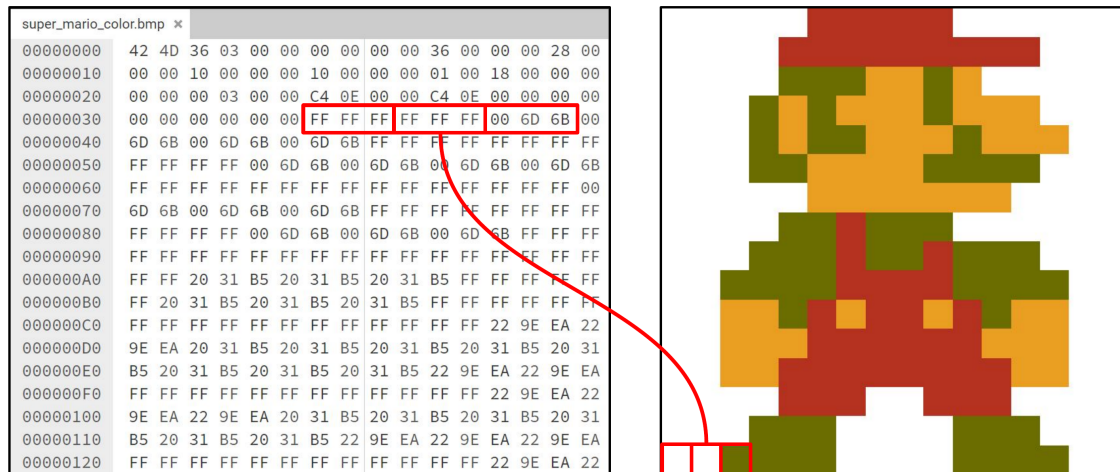 super_mario_color.bmp ×
00000000 42 4D 36 03 00 00 00 00 00 00 36 00 00 00 28 00
00000010 00 00 10 00 00 00 10 00 00 00 01 00 18 00 00 00
00000020 00 00 00 03 00 00 C4 0E 00 00 C4 0E 00 00 00 00
00000030 00 00 00 00 00 00 FF FF FF FF FF FF 00 6D 6B 00
00000040 6D 6B 00 6D 6B 00 6D 6B FF FF FF FF FF FF FF FF
00000050 FF FF FF FF 00 6D 6B 00 6D 6B 00 6D 6B 00 6D 6B
00000060 FF FF FF FF FF FF FF FF FF FF FF FF FF FF FF 00
00000070 6D 6B 00 6D 6B 00 6D 6B FF FF FF FF FF FF FF FF
00000080 FF FF FF FF 00 6D 6B 00 6D 6B 00 6D 6B FF FF FF
00000090 FF FF FF FF FF FF FF FF FF FF FF FF FF FF FF FF
000000A0 FF FF 20 31 B5 20 31 B5 20 31 B5 FF FF FF FF FF
000000B0 FF 20 31 B5 20 31 B5 20 31 B5 FF FF FF FF FF FF
000000C0 FF FF FF FF FF FF FF FF FF FF FF FF 22 9E EA 22
000000D0 9E EA 20 31 B5 20 31 B5 20 31 B5 20 31 B5 20 31
000000E0 B5 20 31 B5 20 31 B5 20 31 B5 22 9E EA 22 9E EA
000000F0 FF FF FF FF FF FF FF FF FF FF FF FF 22 9E EA 22
00000100 9E EA 22 9E EA 20 31 B5 20 31 B5 20 31 B5 20 31
00000110 B5 20 31 B5 20 31 B5 22 9E EA 22 9E EA 22 9E EA
00000120 FF FF FF FF FF FF FF FF FF FF FF FF 22 9E EA 22